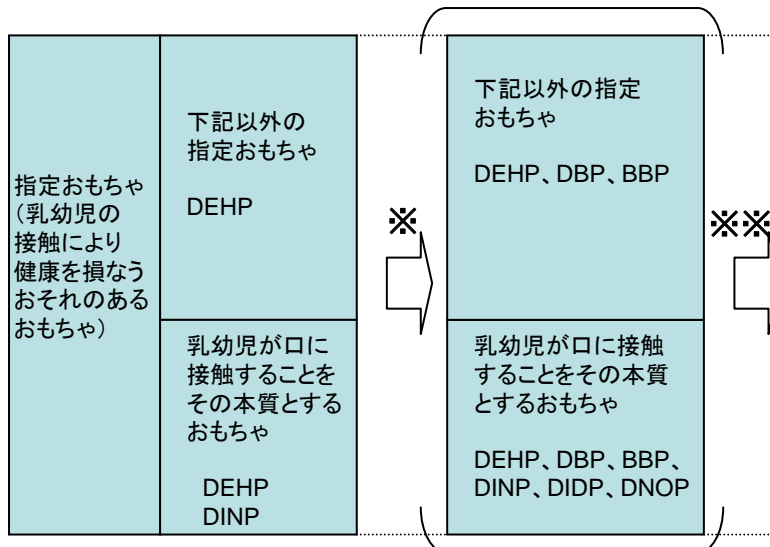 指定おもちゃ
(乳幼児の
接触により
健康を損なう
おそれのある
おもちゃ)
下記以外の
指定おもちゃ
DEHP
乳幼児が口に
接触することを
その本質とする
おもちゃ
DEHP
DINP
※
下記以外の指定
おもちゃ
DEHP、DBP、BBP
乳幼児が口に接触
することをその本質
とするおもちゃ
DEHP、DBP、BBP、
DINP、DIDP、DNOP
※※